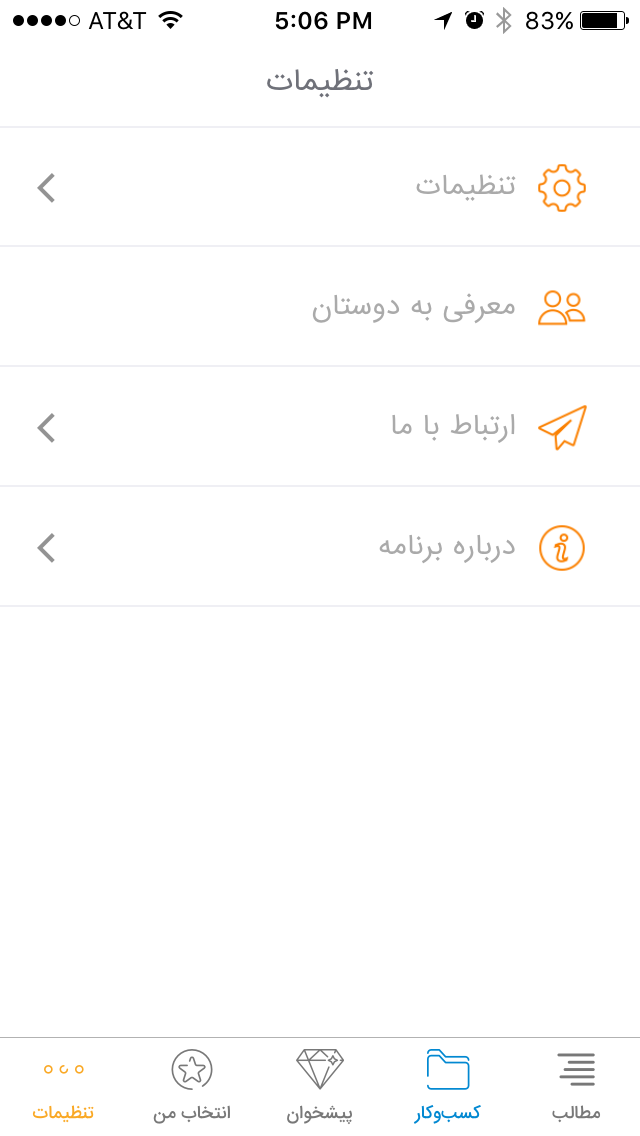 AT&T 5:06 PM 83%
تنظیمات
تنظیمات
معرفی به دوستان
ارتباط با ما
درباره برنامه
مطالب کسب‌وکار پیشخوان انتخاب من تنظیمات